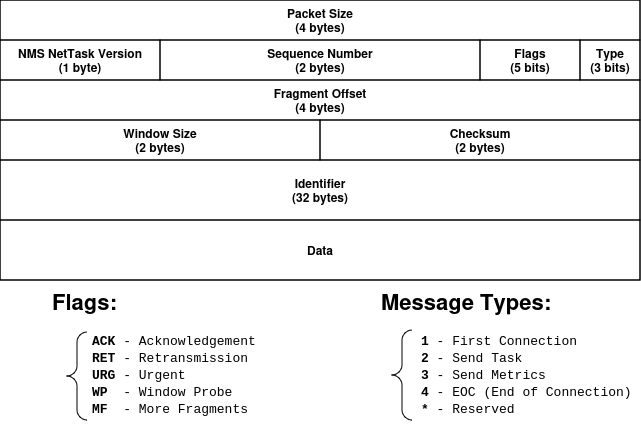 Packet Size
(4 bytes)
NMS NetTask Version
(1 byte)
Sequence Number
(2 bytes)
Flags
(5 bits)
Type
(3 bits)
Fragment Offset
(4 bytes)
Window Size
(2 bytes)
Checksum
(2 bytes)
Identifier
(32 bytes)
Data
Flags:
ACK - Acknowledgement
RET - Retransmission
URG - Urgent
WP - Window Probe
MF - More Fragments
Message Types:
1 - First Connection
2 - Send Task
3 - Send Metrics
4 - EOC (End of Connection)
* - Reserved